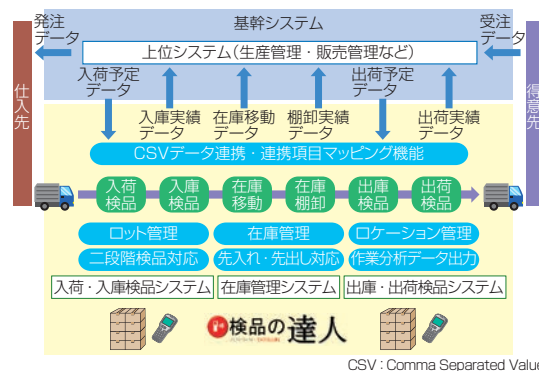 発注
データ
基幹システム
受注
データ
上位システム（生産管理・販売管理など）
仕入先
得意先
入荷予定
データ
出荷予定
データ
入庫実績
データ
在庫移動
データ
棚卸実績
データ
出荷実績
データ
CSVデータ連携・連携項目マッピング機能
入荷
検品
入庫
検品
在庫
移動
在庫
棚卸
出庫
検品
出荷
検品
ロット管理
在庫管理
ロケーション管理
二段階検品対応
先入れ・先出し対応
作業分析データ出力
入荷・入庫検品システム
在庫管理システム
出庫・出荷検品システム
検品の達人
CSV：Comma Separated Value